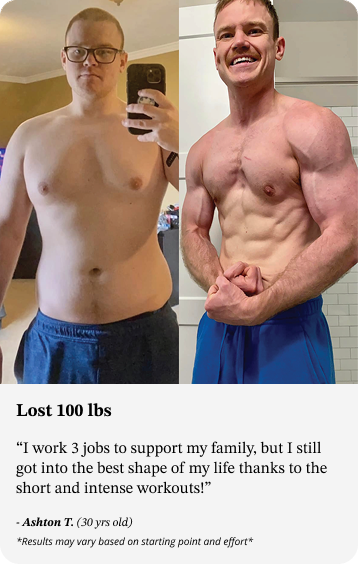 Lost 100 lbs
“I work 3 jobs to support my family, but I still
got into the best shape of my life thanks to the
short and intense workouts!”
- Ashton T. (30 yrs old)
*Results may vary based on starting point and effort*